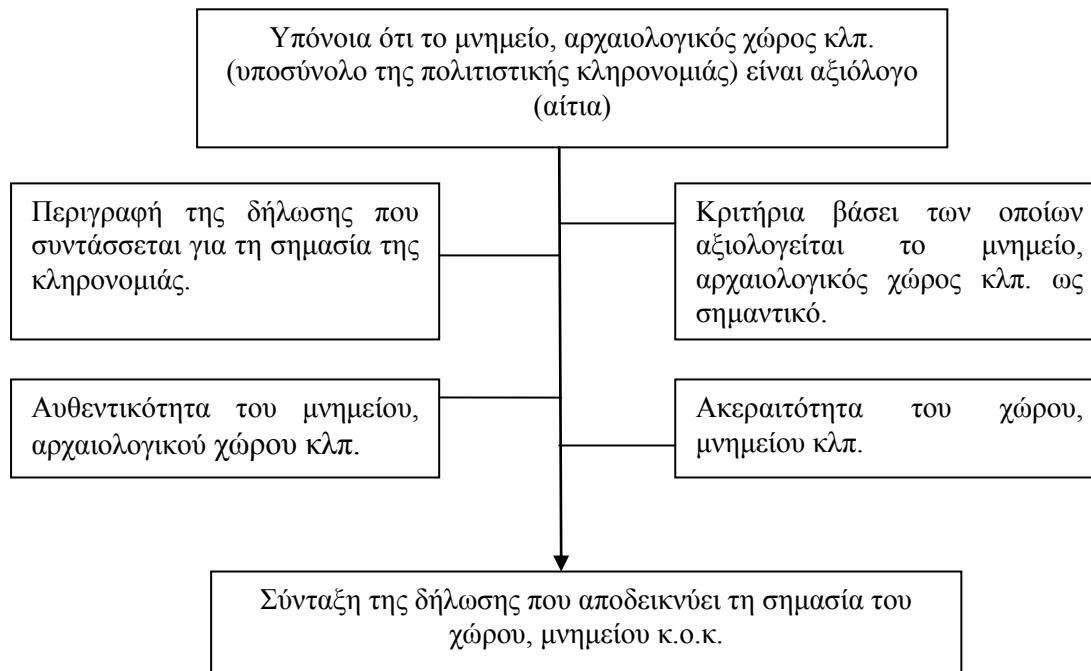 Υπόνοια ότι το μνημείο, αρχαιολογικός χώρος κλπ.
(υποσύνολο της πολιτιστικής κληρονομιάς) είναι αξιόλογο
(αίτια)
Περιγραφή της δήλωσης που
συντάσσεται για τη σημασία της
κληρονομιάς.
Κριτήρια βάσει των οποίων
αξιολογείται το μνημείο,
αρχαιολογικός χώρος κλπ. ως
σημαντικό.
Αυθεντικότητα του μνημείου,
αρχαιολογικού χώρου κλπ.
Ακεραιτότητα του χώρου,
μνημείου κλπ.
Σύνταξη της δήλωσης που αποδεικνύει τη σημασία του
χώρου, μνημείου κ.ο.κ.